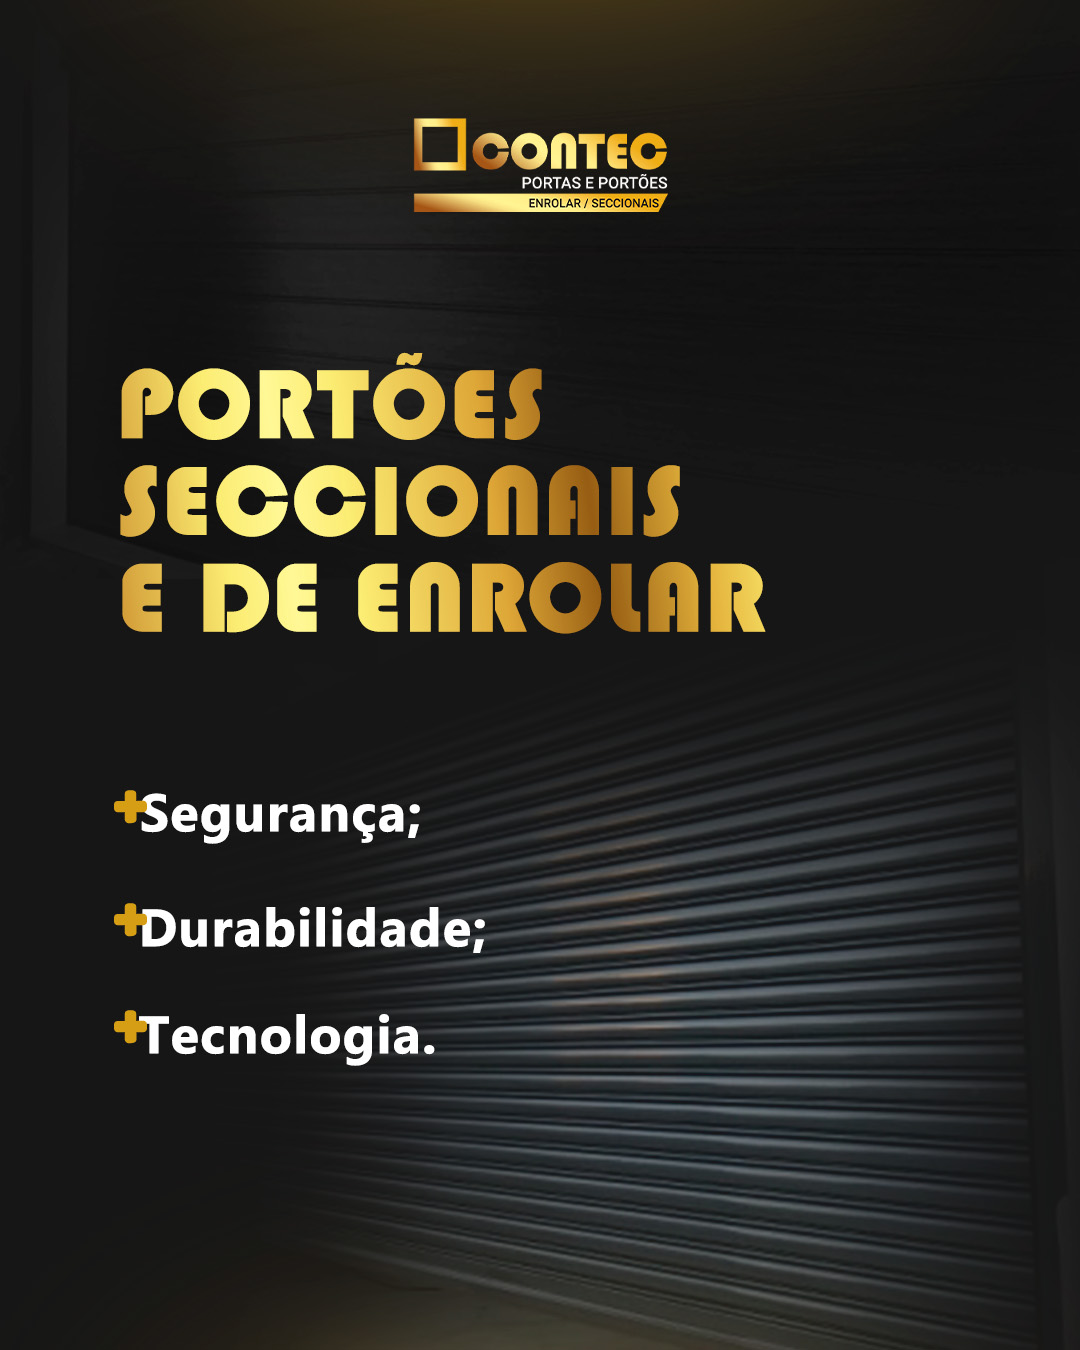 CONTEC
PORTAS E PORTÕES
ENROLAR / SECCIONAIS
PORTÕES
SECCIONAIS
E DE ENROLAR
+Segurança;
+Durabilidade;
+Tecnologia.